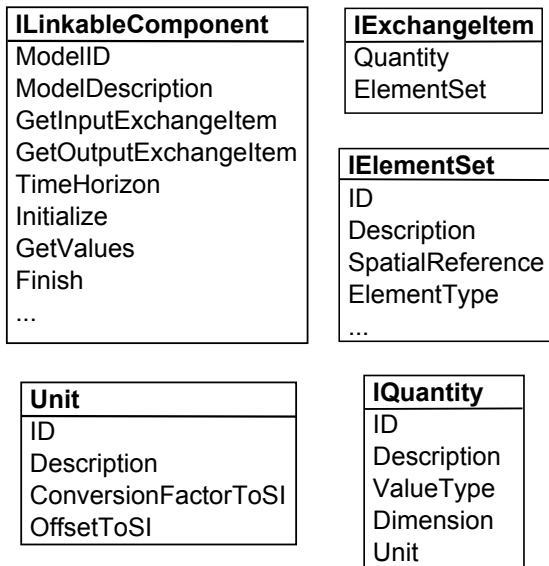 ILinkableComponent
ModelID
ModelDescription
GetInputExchangeItem
GetOutputExchangeItem
TimeHorizon
Initialize
GetValues
Finish
...
IExchangeItem
Quantity
ElementSet
IElementSet
ID
Description
SpatialReference
ElementType
...
Unit
ID
Description
ConversionFactorToSI
OffsetToSI
IQuantity
ID
Description
ValueType
Dimension
Unit